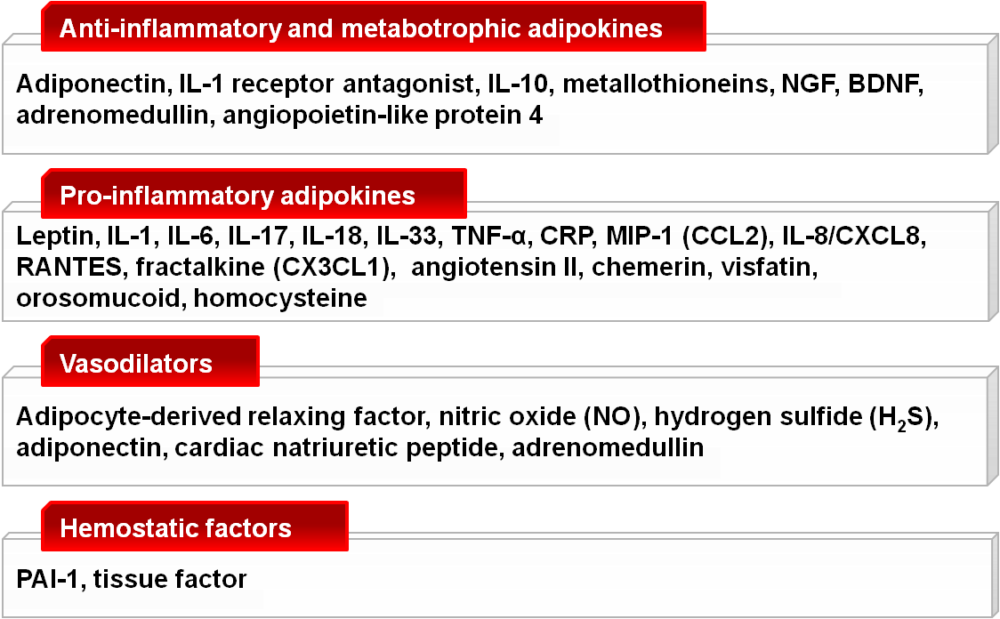 Anti-inflammatory and metabotrophic adipokines
Adiponectin, IL-1 receptor antagonist, IL-10, metallothioneins, NGF, BDNF,
adrenomedullin, angiopoietin-like protein 4
Pro-inflammatory adipokines
Leptin, IL-1, IL-6, IL-17, IL-18, IL-33, TNF-α, CRP, MIP-1 (CCL2), IL-8/CXCL8,
RANTES, fractalkine (CX3CL1),  angiotensin II, chemerin, visfatin,
orosomucoid, homocysteine
Vasodilators
Adipocyte-derived relaxing factor, nitric oxide (NO), hydrogen sulfide (H₂S),
adiponectin, cardiac natriuretic peptide, adrenomedullin
Hemostatic factors
PAI-1, tissue factor